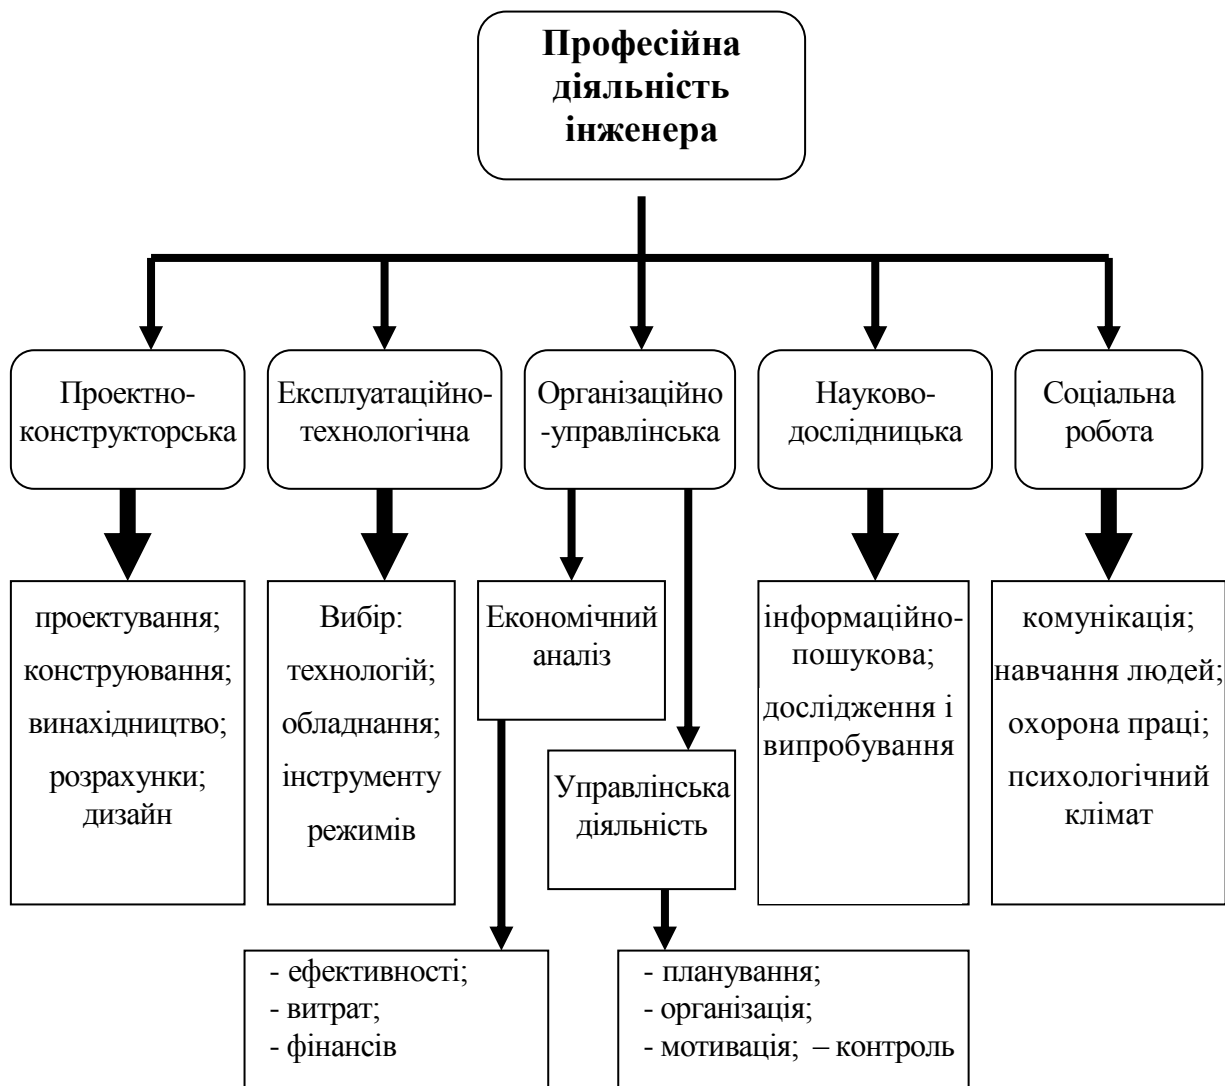 Професійна
діяльність
інженера
Проектно-
конструкторська
Експлуатаційно-
технологічна
Організаційно
-управлінська
Науково-
дослідницька
Соціальна
робота
проектування;
конструювання;
винахідництво;
розрахунки;
дизайн
Вибір:
технологій;
обладнання;
інструменту
режимів
Економічний
аналіз
Управлінська
діяльність
інформаційно-
пошукова;
дослідження і
випробування
комунікація;
навчання людей;
охорона праці;
психологічний
клімат
- ефективності;
- витрат;
- фінансів
- планування;
- організація;
- мотивація; – контроль